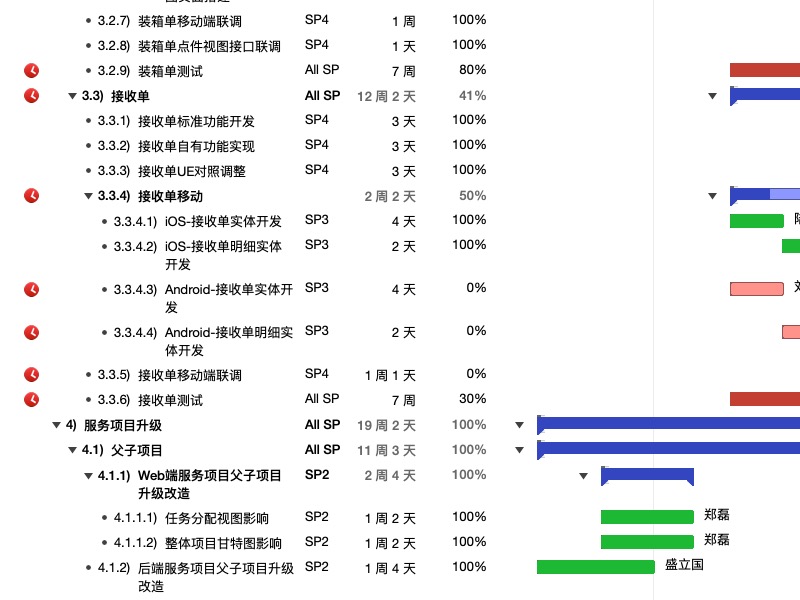 3.2.7) 装箱单移动端联调 SP4 1 周 100%
3.2.8) 装箱单点件视图接口联调 SP4 1 天 100%
3.2.9) 装箱单测试 All SP 7 周 80%
3.3) 接收单 All SP 12 周 2 天 41%
3.3.1) 接收单标准功能开发 SP4 3 天 100%
3.3.2) 接收单自有功能实现 SP4 3 天 100%
3.3.3) 接收单UE对照调整 SP4 3 天 100%
3.3.4) 接收单移动 2 周 2 天 50%
3.3.4.1) iOS-接收单实体开发 SP3 4 天 100%
3.3.4.2) iOS-接收单明细实体 SP3 2 天 100%
开发
3.3.4.3) Android-接收单实体开 SP3 4 天 0%
发
3.3.4.4) Android-接收单明细实 SP3 2 天 0%
体开发
3.3.5) 接收单移动端联调 SP4 1 周 1 天 0%
3.3.6) 接收单测试 All SP 7 周 30%
4) 服务项目升级 All SP 19 周 2 天 100%
4.1) 父子项目 All SP 11 周 3 天 100%
4.1.1) Web端服务项目父子项目 SP2 2 周 4 天 100%
升级改造
4.1.1.1) 任务分配视图影响 SP2 1 周 2 天 100% 郑磊
4.1.1.2) 整体项目甘特图影响 SP2 1 周 2 天 100% 郑磊
4.1.2) 后端服务项目父子项目升级 SP2 1 周 4 天 100% 盛立国
改造